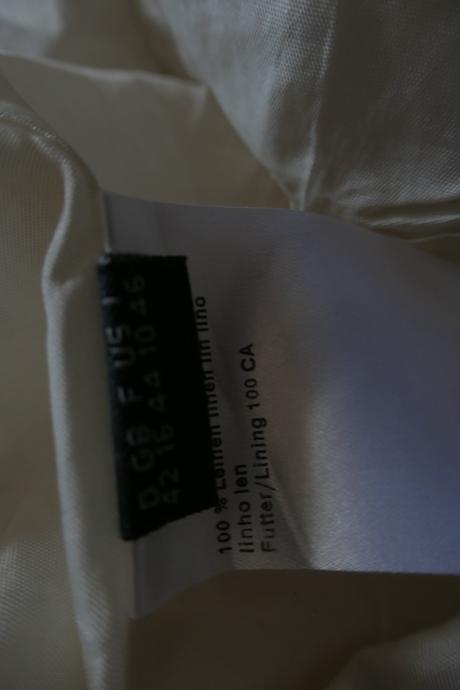 D GB F US I
42 16 44 10 46
100 % Leinen linen lin lino
linho len
Futter/Lining 100 CA